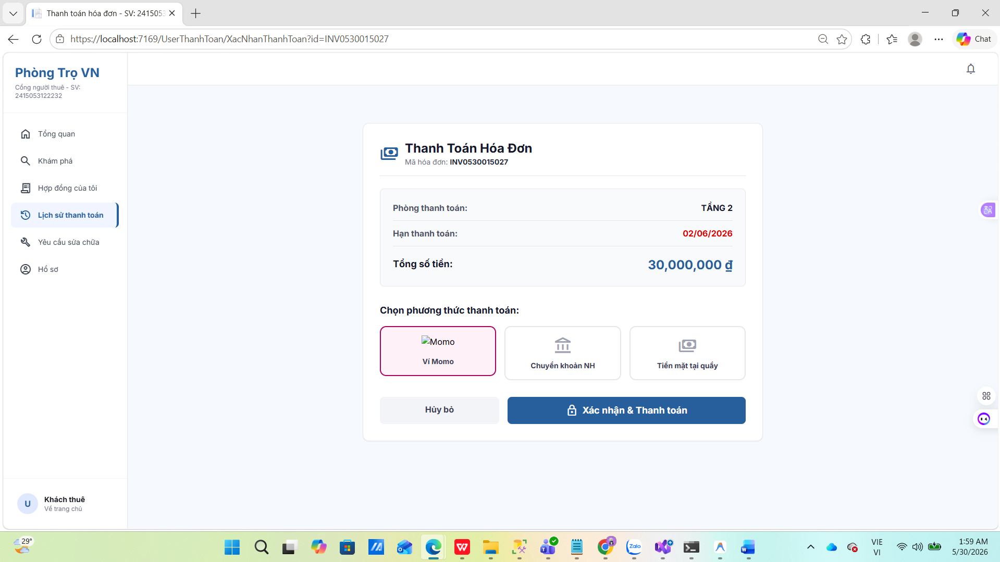 Thanh toán hóa đơn - SV: 241505
https://localhost:7169/UserThanhToan/XacNhanThanhToan?id=INV0530015027
Chat
Phòng Trọ VN
Cổng người thuê - SV:
2415053122232
Tổng quan
Khám phá
Hợp đồng của tôi
Lịch sử thanh toán
Yêu cầu sửa chữa
Hồ sơ
Thanh Toán Hóa Đơn
Mã hóa đơn: INV0530015027
Phòng thanh toán: TẦNG 2
Hạn thanh toán: 02/06/2026
Tổng số tiền: 30,000,000 ₫
Chọn phương thức thanh toán:
Momo
Ví Momo
Chuyển khoản NH
Tiền mặt tại quầy
Hủy bỏ
Xác nhận & Thanh toán
U
Khách thuê
Về trang chủ
29°
Zalo
VIE
VI
1:59 AM
5/30/2026